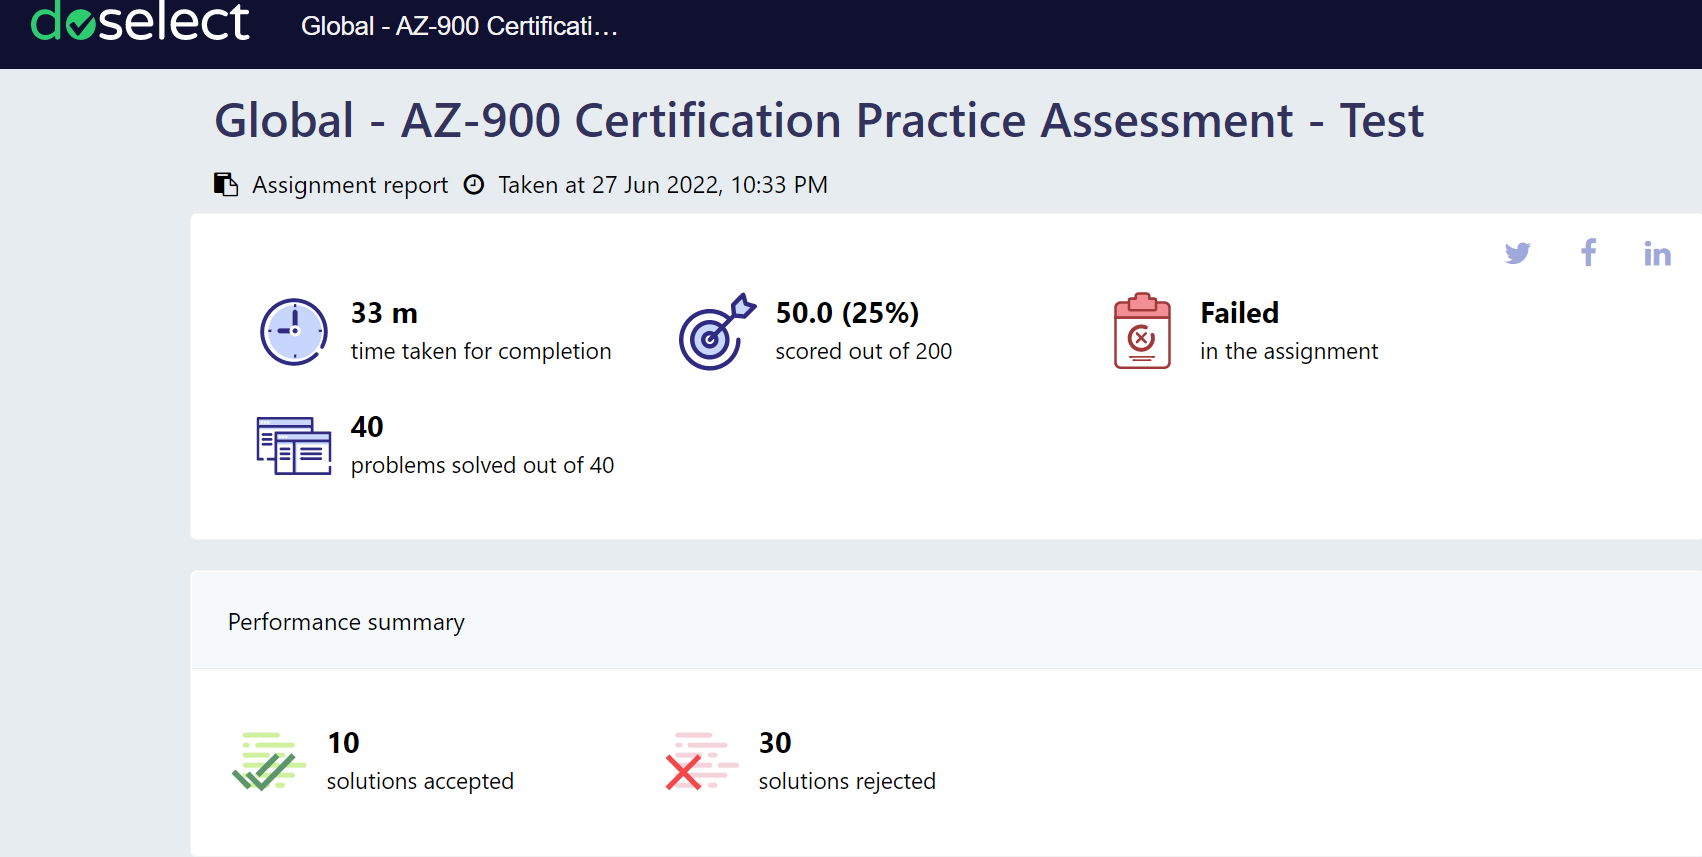 doselect Global - AZ-900 Certificati...
Global - AZ-900 Certification Practice Assessment - Test
Assignment report Taken at 27 Jun 2022, 10:33 PM
33 m
time taken for completion
50.0 (25%)
scored out of 200
Failed
in the assignment
40
problems solved out of 40
Performance summary
10
solutions accepted
30
solutions rejected